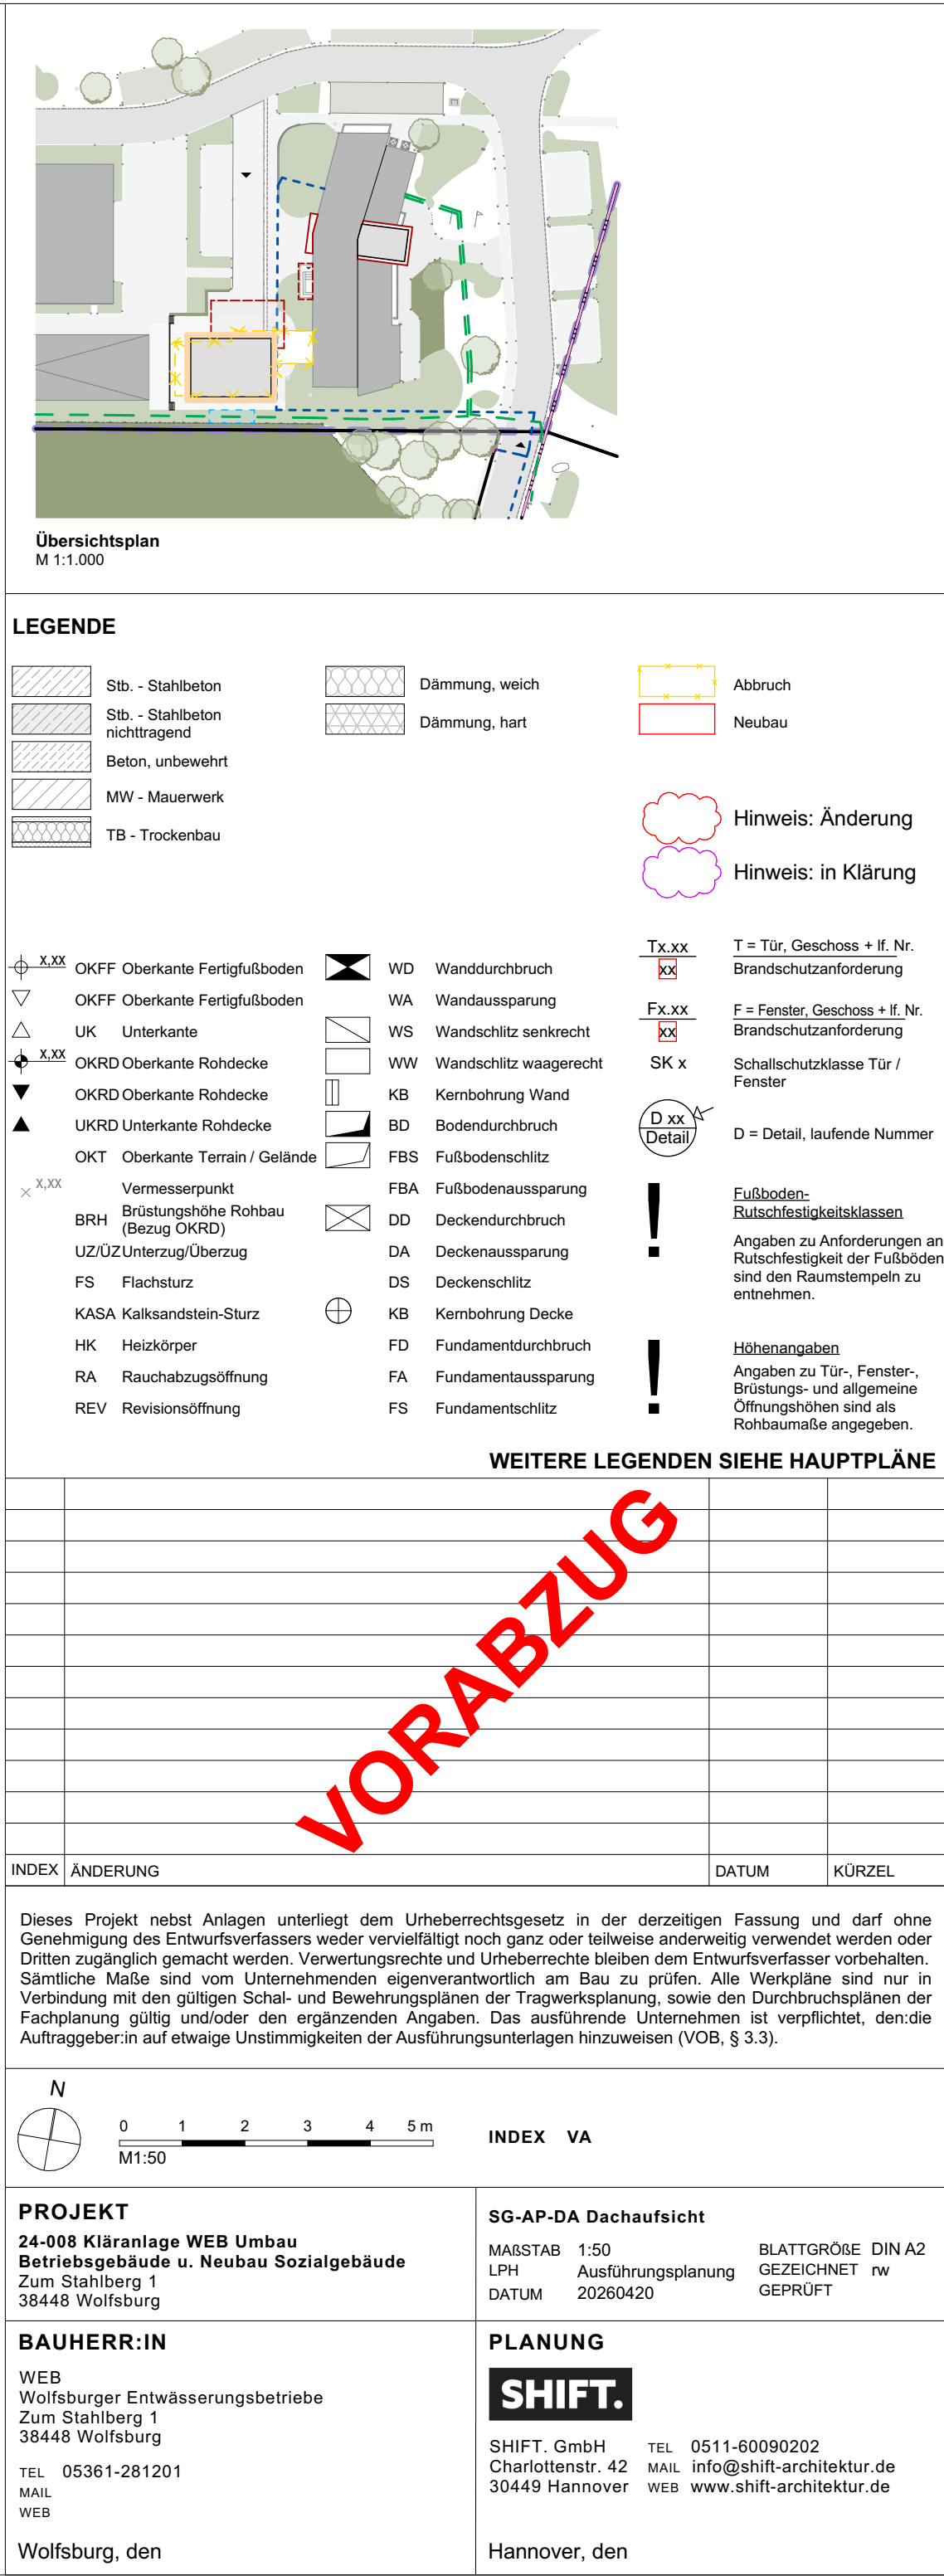 Übersichtsplan
M 1:1.000
LEGENDE
Stb. - Stahlbeton
Stb. - Stahlbeton
nichttragend
Beton, unbewehrt
MW - Mauerwerk
TB - Trockenbau
Dämmung, weich
Dämmung, hart
Abbruch
Neubau
Hinweis: Änderung
Hinweis: in Klärung
x,xx OKFF Oberkante Fertigfußboden
OKFF Oberkante Fertigfußboden
UK Unterkante
x,xx OKRD Oberkante Rohdecke
OKRD Oberkante Rohdecke
UKRD Unterkante Rohdecke
OKT Oberkante Terrain / Gelände
x,xx Vermesserpunkt
BRH Brüstungshöhe Rohbau
(Bezug OKRD)
UZ/ÜZ Unterzug/Überzug
FS Flachsturz
KASA Kalksandstein-Sturz
HK Heizkörper
RA Rauchabzugsöffnung
REV Revisionsöffnung
WD Wanddurchbruch
WA Wandaussparung
WS Wandschlitz senkrecht
WW Wandschlitz waagerecht
KB Kernbohrung Wand
BD Bodendurchbruch
FBS Fußbodenschlitz
FBA Fußbodenaussparung
DD Deckendurchbruch
DA Deckenaussparung
DS Deckenschlitz
KB Kernbohrung Decke
FD Fundamentdurchbruch
FA Fundamentaussparung
FS Fundamentschlitz
Tx.xx T = Tür, Geschoss + lf. Nr.
xx Brandschutzanforderung
Fx.xx F = Fenster, Geschoss + lf. Nr.
xx Brandschutzanforderung
SK x Schallschutzklasse Tür /
Fenster
D xx
Detail D = Detail, laufende Nummer
! Fußboden-
Rutschfestigkeitsklassen
Angaben zu Anforderungen an
Rutschfestigkeit der Fußböden
sind den Raumstempeln zu
entnehmen.
! Höhenangaben
Angaben zu Tür-, Fenster-,
Brüstungs- und allgemeine
Öffnungshöhen sind als
Rohbaumaße angegeben.
WEITERE LEGENDEN SIEHE HAUPTPLÄNE
VORABZUG
INDEX ÄNDERUNG DATUM KÜRZEL
Dieses Projekt nebst Anlagen unterliegt dem Urheberrechtsgesetz in der derzeitigen Fassung und darf ohne
Genehmigung des Entwurfsverfassers weder vervielfältigt noch ganz oder teilweise anderweitig verwendet werden oder
Dritten zugänglich gemacht werden. Verwertungsrechte und Urheberrechte bleiben dem Entwurfsverfasser vorbehalten.
Sämtliche Maße sind vom Unternehmenden eigenverantwortlich am Bau zu prüfen. Alle Werkpläne sind nur in
Verbindung mit den gültigen Schal- und Bewehrungsplänen der Tragwerksplanung, sowie den Durchbruchsplänen der
Fachplanung gültig und/oder den ergänzenden Angaben. Das ausführende Unternehmen ist verpflichtet, den:die
Auftraggeber:in auf etwaige Unstimmigkeiten der Ausführungsunterlagen hinzuweisen (VOB, § 3.3).
N
0 1 2 3 4 5 m
M1:50
INDEX VA
PROJEKT
24-008 Kläranlage WEB Umbau
Betriebsgebäude u. Neubau Sozialgebäude
Zum Stahlberg 1
38448 Wolfsburg
SG-AP-DA Dachaufsicht
MAßSTAB 1:50 BLATTGRÖßE DIN A2
LPH Ausführungsplanung GEZEICHNET rw
DATUM 20260420 GEPRÜFT
BAUHERR:IN
WEB
Wolfsburger Entwässerungsbetriebe
Zum Stahlberg 1
38448 Wolfsburg
TEL 05361-281201
MAIL
WEB
Wolfsburg, den
PLANUNG
SHIFT.
SHIFT. GmbH TEL 0511-60090202
Charlottenstr. 42 MAIL info@shift-architektur.de
30449 Hannover WEB www.shift-architektur.de
Hannover, den